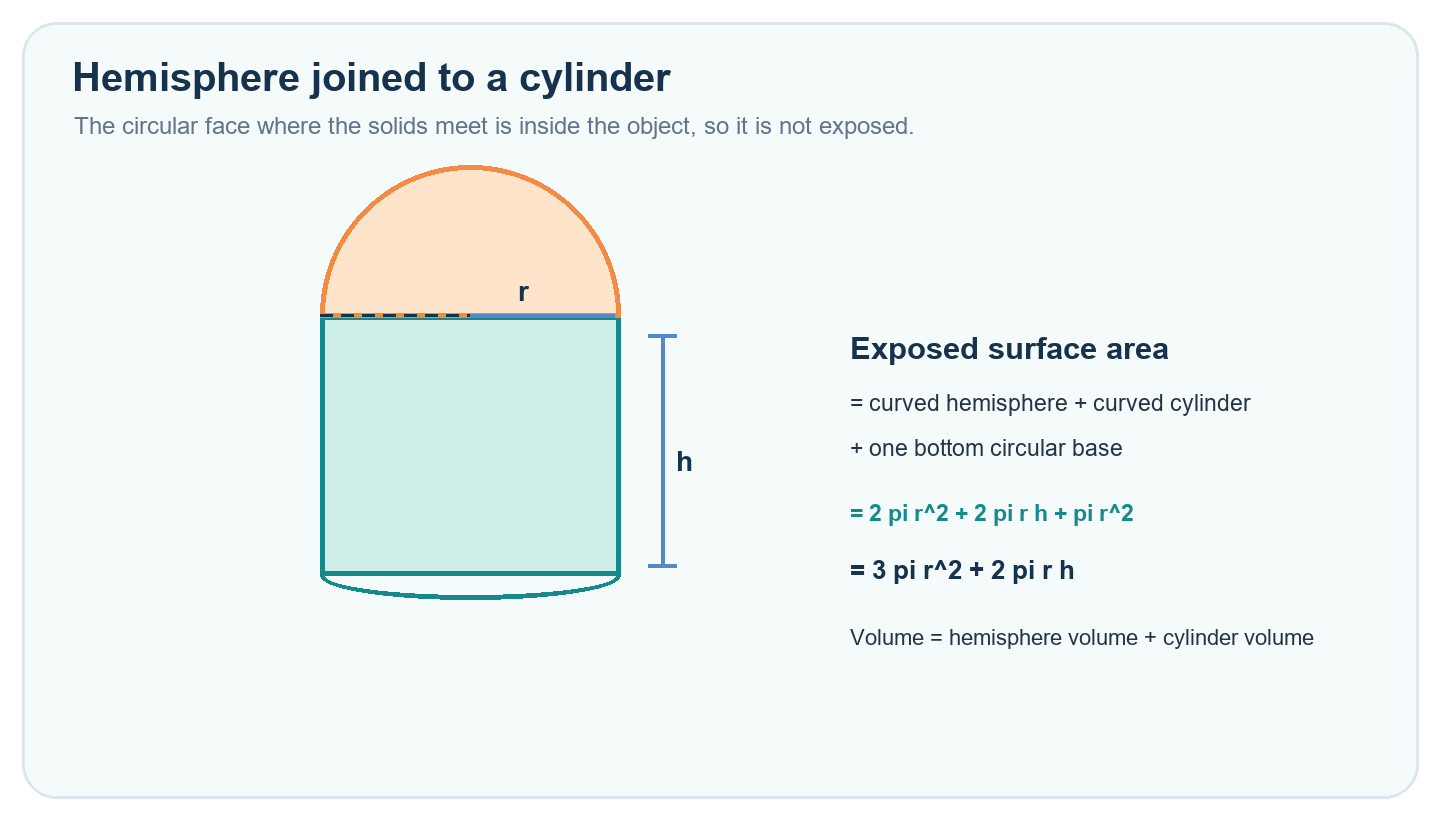 Hemisphere joined to a cylinder
The circular face where the solids meet is inside the object, so it is not exposed.
r
h
Exposed surface area
= curved hemisphere + curved cylinder
+ one bottom circular base
= 2 pi r^2 + 2 pi r h + pi r^2
= 3 pi r^2 + 2 pi r h
Volume = hemisphere volume + cylinder volume